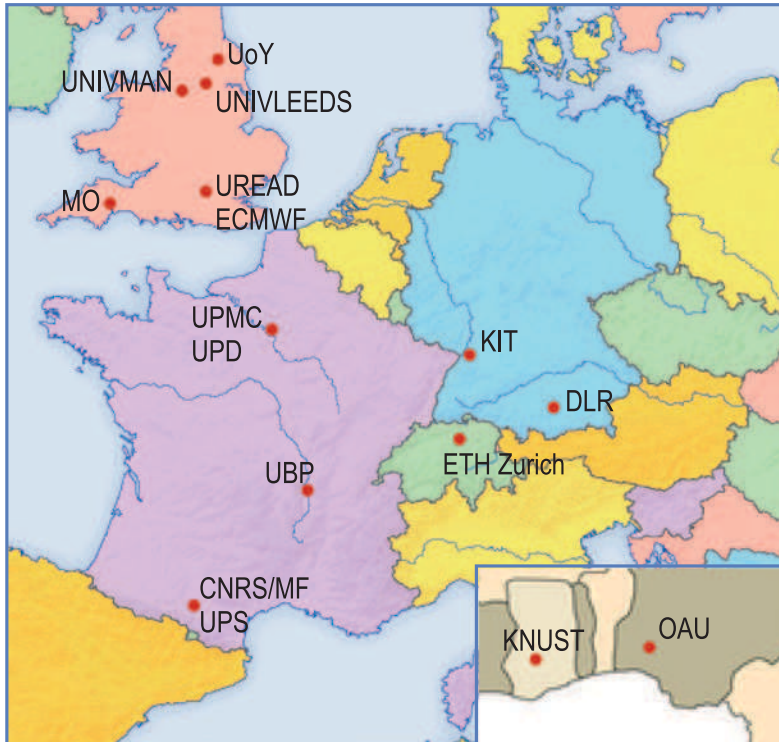 UoY
UNIVMAN
UNIVLEEDS
MO
UREAD
ECMWF
UPMC
UPD
KIT
DLR
ETH Zurich
UBP
CNRS/MF
UPS
KNUST
OAU